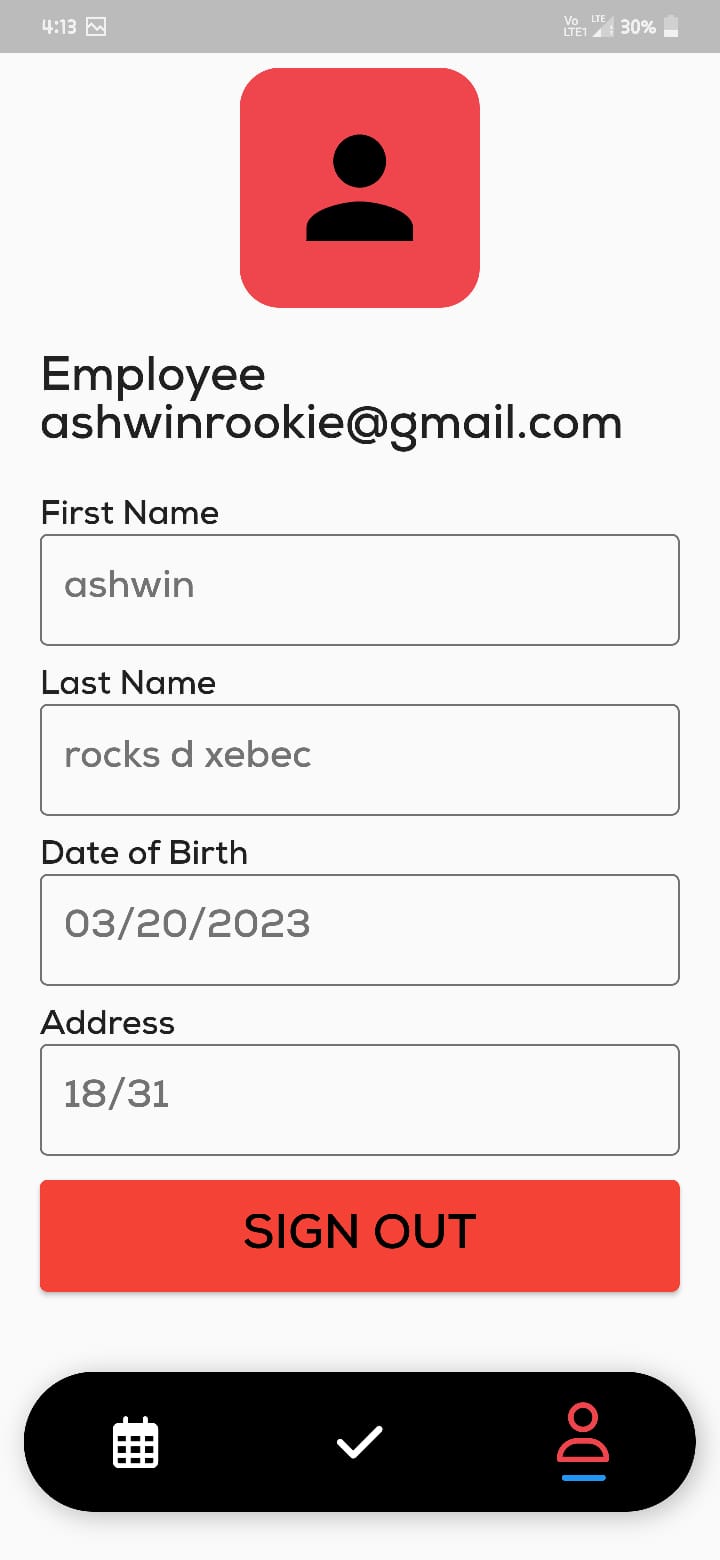 4:13
Vo LTE
LTE1
30%
Employee
ashwinrookie@gmail.com
First Name
ashwin
Last Name
rocks d xebec
Date of Birth
03/20/2023
Address
18/31
SIGN OUT